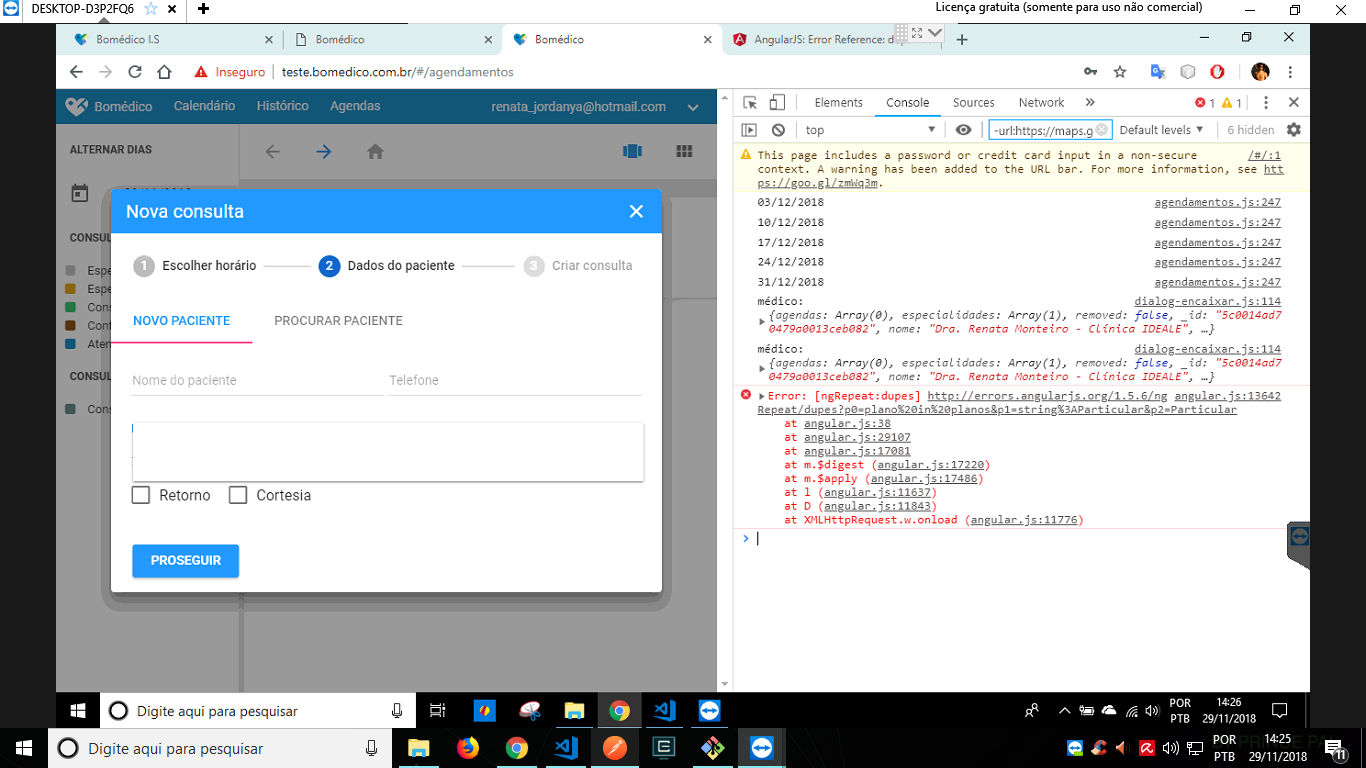 DESKTOP-D3P2FQ6
Licença gratuita (somente para uso não comercial)
Bomédico I.S
Bomédico
Bomédico
AngularJS: Error Reference: d
Inseguro
teste.bomedico.com.br/#/agendamentos
Bomédico
Calendário
Histórico
Agendas
renata_jordanya@hotmail.com
ALTERNAR DIAS
CONSUL
Espe
Espe
Cons
Cont
Aten
CONSUL
Cons
Nova consulta
1 Escolher horário
2 Dados do paciente
3 Criar consulta
NOVO PACIENTE
PROCURAR PACIENTE
Nome do paciente
Telefone
Retorno
Cortesia
PROSEGUIR
Elements
Console
Sources
Network
1
1
top
-url:https://maps.g
Default levels
6 hidden
This page includes a password or credit card input in a non-secure /#/:1
context. A warning has been added to the URL bar. For more information, see htt
ps://goo.gl/zmWq3m.
03/12/2018 agendamentos.js:247
10/12/2018 agendamentos.js:247
17/12/2018 agendamentos.js:247
24/12/2018 agendamentos.js:247
31/12/2018 agendamentos.js:247
médico: dialog-encaixar.js:114
{agendas: Array(0), especialidades: Array(1), removed: false, _id: "5c0014ad7
0479a0013ceb082", nome: "Dra. Renata Monteiro - Clínica IDEALE", …}
médico: dialog-encaixar.js:114
{agendas: Array(0), especialidades: Array(1), removed: false, _id: "5c0014ad7
0479a0013ceb082", nome: "Dra. Renata Monteiro - Clínica IDEALE", …}
Error: [ngRepeat:dupes] http://errors.angularjs.org/1.5.6/ng angular.js:13642
Repeat/dupes?p0=plano%20in%20planos&p1=string%3AParticular&p2=Particular
at angular.js:38
at angular.js:29107
at angular.js:17081
at m.$digest (angular.js:17220)
at m.$apply (angular.js:17486)
at l (angular.js:11637)
at D (angular.js:11843)
at XMLHttpRequest.w.onload (angular.js:11776)
Digite aqui para pesquisar
POR
PTB
14:26
29/11/2018
Digite aqui para pesquisar
POR
PTB
14:25
29/11/2018
11